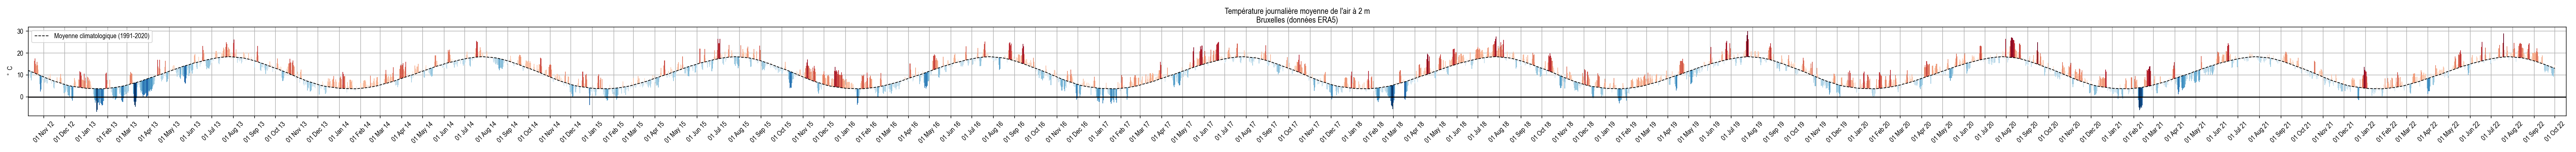 Température journalière moyenne de l'air à 2 m
Bruxelles (données ERA5)
Moyenne climatologique (1991-2020)
° C
30
20
10
0
01 Nov 12
01 Dec 12
01 Jan 13
01 Feb 13
01 Mar 13
01 Apr 13
01 May 13
01 Jun 13
01 Jul 13
01 Aug 13
01 Sep 13
01 Oct 13
01 Nov 13
01 Dec 13
01 Jan 14
01 Feb 14
01 Mar 14
01 Apr 14
01 May 14
01 Jun 14
01 Jul 14
01 Aug 14
01 Sep 14
01 Oct 14
01 Nov 14
01 Dec 14
01 Jan 15
01 Feb 15
01 Mar 15
01 Apr 15
01 May 15
01 Jun 15
01 Jul 15
01 Aug 15
01 Sep 15
01 Oct 15
01 Nov 15
01 Dec 15
01 Jan 16
01 Feb 16
01 Mar 16
01 Apr 16
01 May 16
01 Jun 16
01 Jul 16
01 Aug 16
01 Sep 16
01 Oct 16
01 Nov 16
01 Dec 16
01 Jan 17
01 Feb 17
01 Mar 17
01 Apr 17
01 May 17
01 Jun 17
01 Jul 17
01 Aug 17
01 Sep 17
01 Oct 17
01 Nov 17
01 Dec 17
01 Jan 18
01 Feb 18
01 Mar 18
01 Apr 18
01 May 18
01 Jun 18
01 Jul 18
01 Aug 18
01 Sep 18
01 Oct 18
01 Nov 18
01 Dec 18
01 Jan 19
01 Feb 19
01 Mar 19
01 Apr 19
01 May 19
01 Jun 19
01 Jul 19
01 Aug 19
01 Sep 19
01 Oct 19
01 Nov 19
01 Dec 19
01 Jan 20
01 Feb 20
01 Mar 20
01 Apr 20
01 May 20
01 Jun 20
01 Jul 20
01 Aug 20
01 Sep 20
01 Oct 20
01 Nov 20
01 Dec 20
01 Jan 21
01 Feb 21
01 Mar 21
01 Apr 21
01 May 21
01 Jun 21
01 Jul 21
01 Aug 21
01 Sep 21
01 Oct 21
01 Nov 21
01 Dec 21
01 Jan 22
01 Feb 22
01 Mar 22
01 Apr 22
01 May 22
01 Jun 22
01 Jul 22
01 Aug 22
01 Sep 22
01 Oct 22